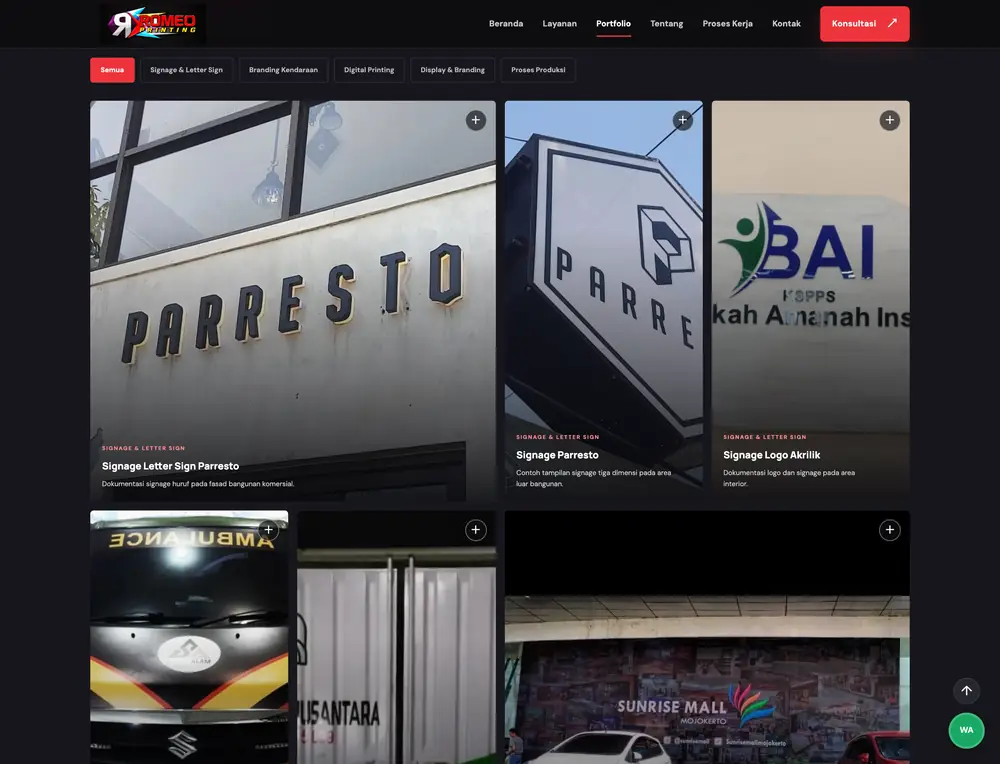 ROMEO
PRINTING
Beranda
Layanan
Portfolio
Tentang
Proses Kerja
Kontak
Konsultasi
Semua
Signage & Letter Sign
Branding Kendaraan
Digital Printing
Display & Branding
Proses Produksi
PARRESTO
SIGNAGE & LETTER SIGN
Signage Letter Sign Parresto
Dokumentasi signage huruf pada fasad bangunan komersial.
PARRE
SIGNAGE & LETTER SIGN
Signage Parresto
Contoh tampilan signage tiga dimensi pada area
luar bangunan.
BAI
KSPPS
kah Amanah Ins
SIGNAGE & LETTER SIGN
Signage Logo Akrilik
Dokumentasi logo dan signage pada area
interior.
AMBULANCE
USANTARA
SUNRISE MALL
MOJOKERTO
WA